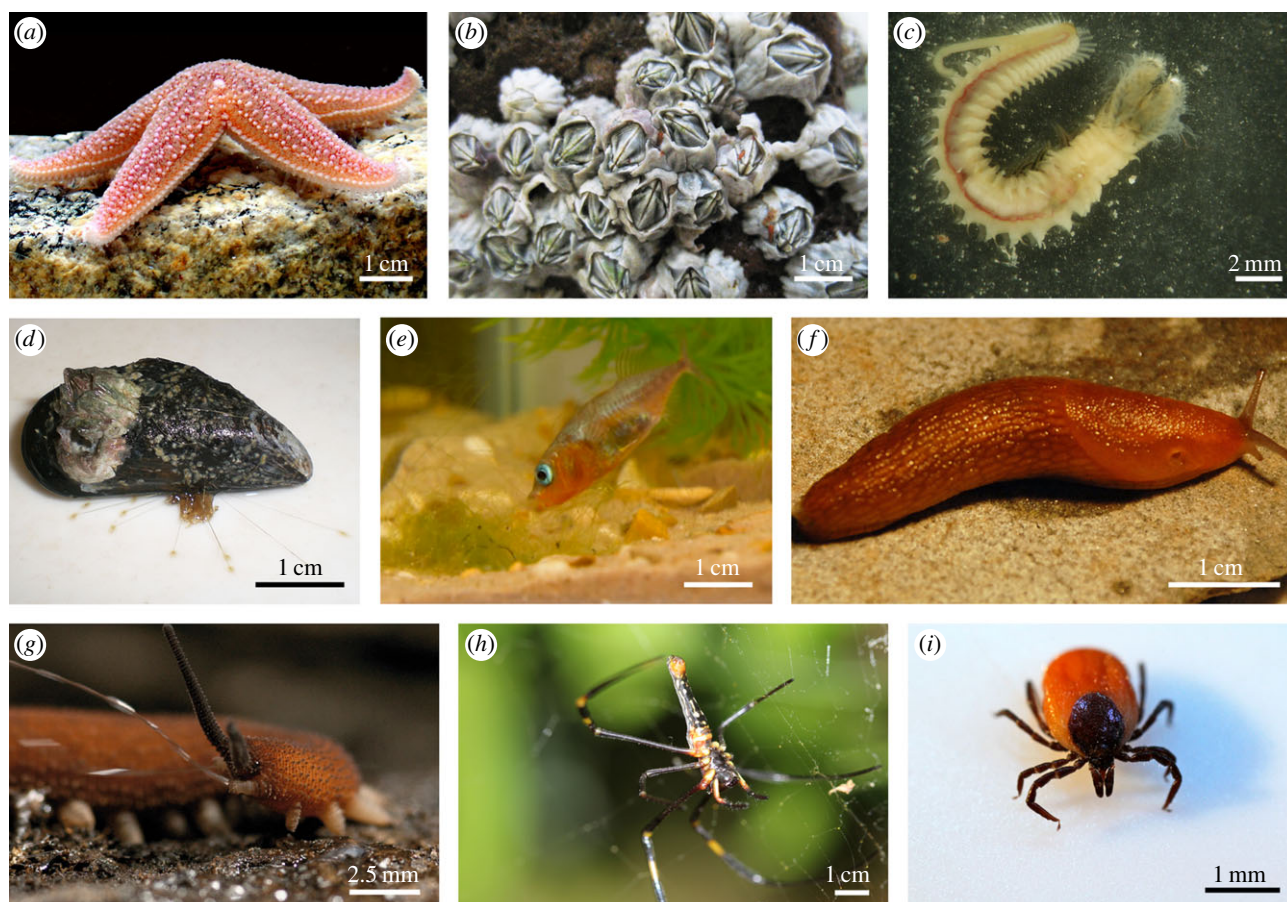 (a)
(b)
(c)
1 cm
1 cm
2 mm
(d)
(e)
(f)
1 cm
1 cm
1 cm
(g)
(h)
(i)
2.5 mm
1 cm
1 mm